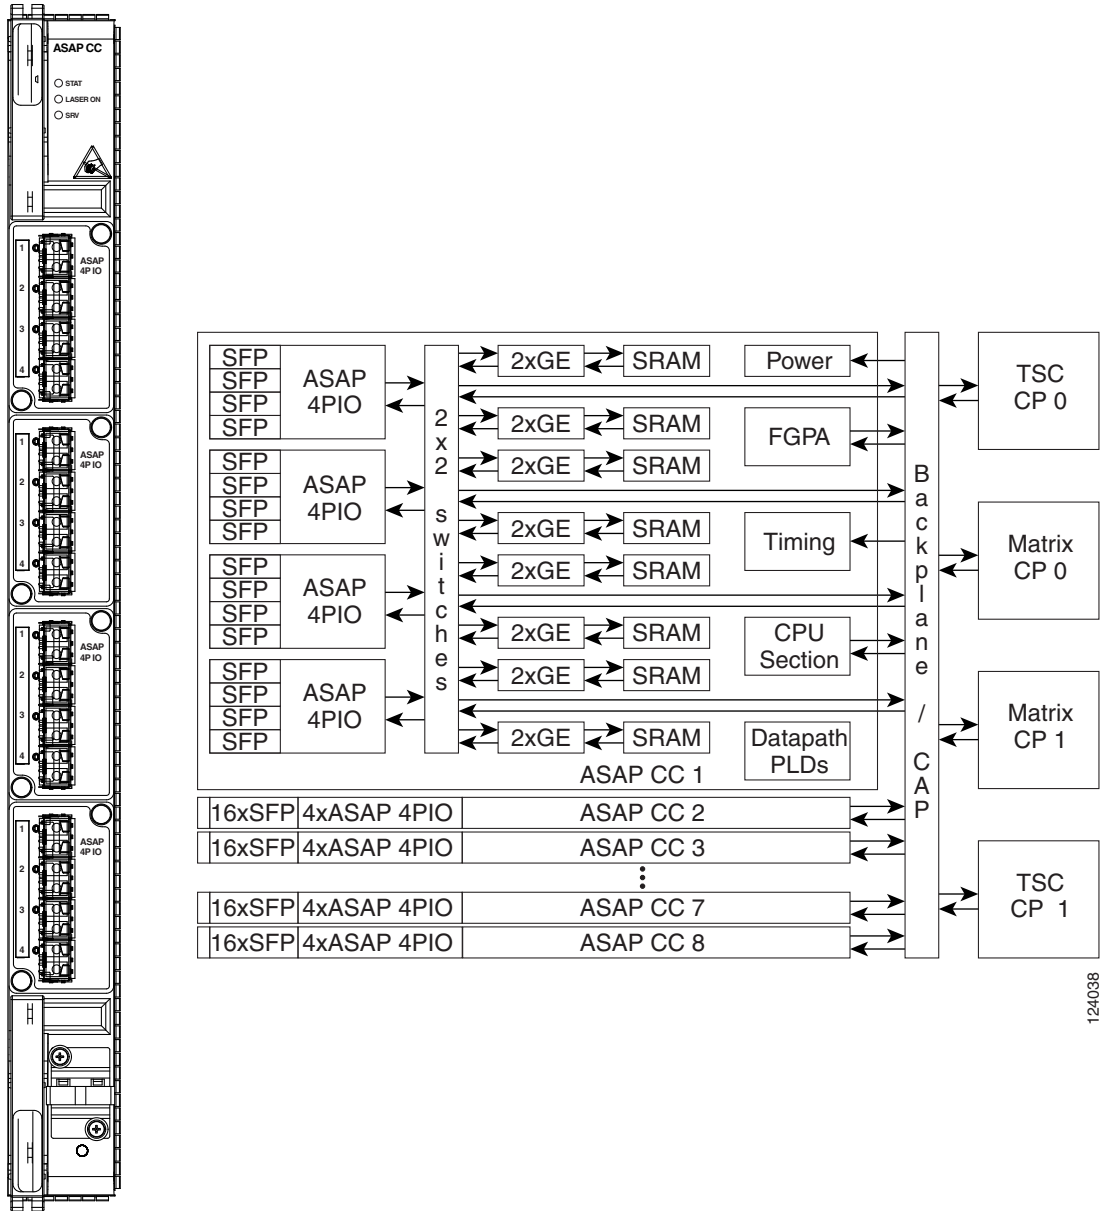 ASAP CC
STAT
LASER ON
SRV
1
2
3
4
ASAP
4P IO
1
2
3
4
ASAP
4P IO
1
2
3
4
ASAP
4P IO
1
2
3
4
ASAP
4P IO
SFP
SFP
SFP
SFP
ASAP
4PIO
SFP
SFP
SFP
SFP
ASAP
4PIO
SFP
SFP
SFP
SFP
ASAP
4PIO
SFP
SFP
SFP
SFP
ASAP
4PIO
2x2 switches
2xGE SRAM
2xGE SRAM
2xGE SRAM
2xGE SRAM
2xGE SRAM
2xGE SRAM
2xGE SRAM
2xGE SRAM
Power
FGPA
Timing
CPU
Section
Datapath
PLDs
ASAP CC 1
16xSFP 4xASAP 4PIO ASAP CC 2
16xSFP 4xASAP 4PIO ASAP CC 3
16xSFP 4xASAP 4PIO ASAP CC 7
16xSFP 4xASAP 4PIO ASAP CC 8
Backplane / CAP
TSC
CP 0
Matrix
CP 0
Matrix
CP 1
TSC
CP 1
124038